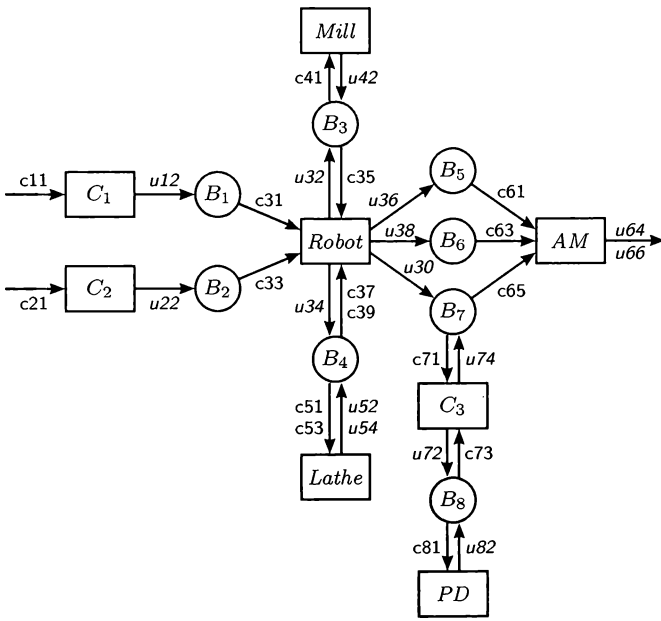 Mill
c41 u42
B3
u32 c35
c11 C1 u12 B1 c31
u36 B5 c61
Robot u38 B6 c63 AM u64
u66
c21 C2 u22 B2 c33
u30 B7 c65
u34 c37
c39
B4
c71 u74
c51 u52
c53 u54
C3
Lathe
u72 c73
B8
c81 u82
PD